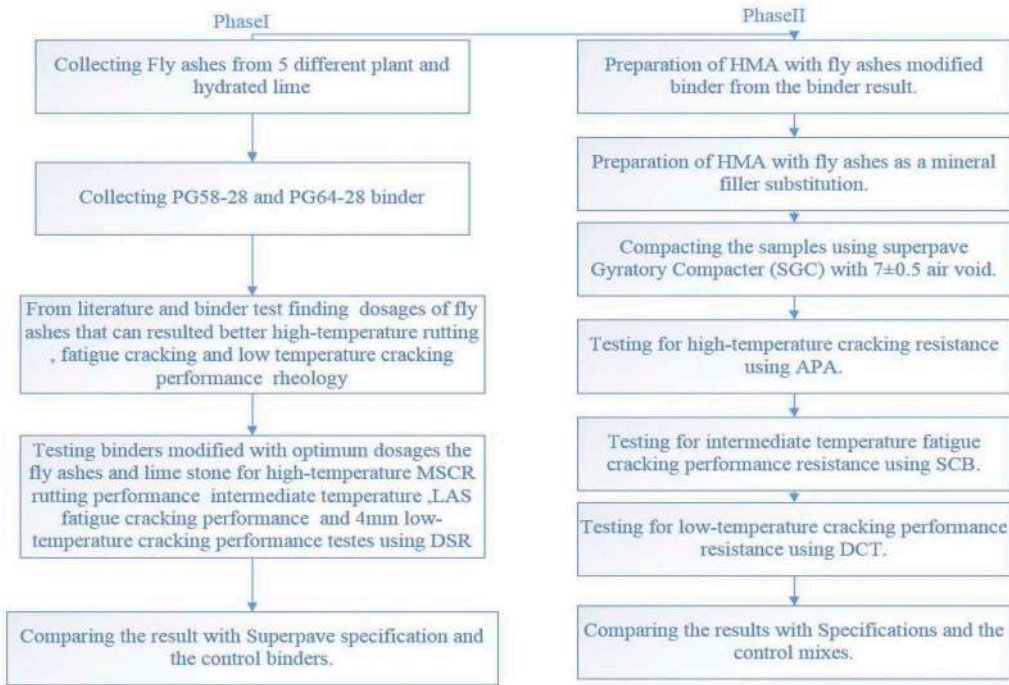 PhaseI
Collecting Fly ashes from 5 different plant and
hydrated lime
Collecting PG58-28 and PG64-28 binder
From literature and binder test finding dosages of fly
ashes that can resulted better high-temperature rutting
, fatigue cracking and low temperature cracking
performance rheology
Testing binders modified with optimum dosages the
fly ashes and lime stone for high-temperature MSCR
rutting performance intermediate temperature ,LAS
fatigue cracking performance and 4mm low-
temperature cracking performance testes using DSR
Comparing the result with Superpave specification and
the control binders.
PhaseII
Preparation of HMA with fly ashes modified
binder from the binder result.
Preparation of HMA with fly ashes as a mineral
filler substitution.
Compacting the samples using superpave
Gyratory Compacter (SGC) with 7±0.5 air void.
Testing for high-temperature cracking resistance
using APA.
Testing for intermediate temperature fatigue
cracking performance resistance using SCB.
Testing for low-temperature cracking performance
resistance using DCT.
Comparing the results with Specifications and the
control mixes.